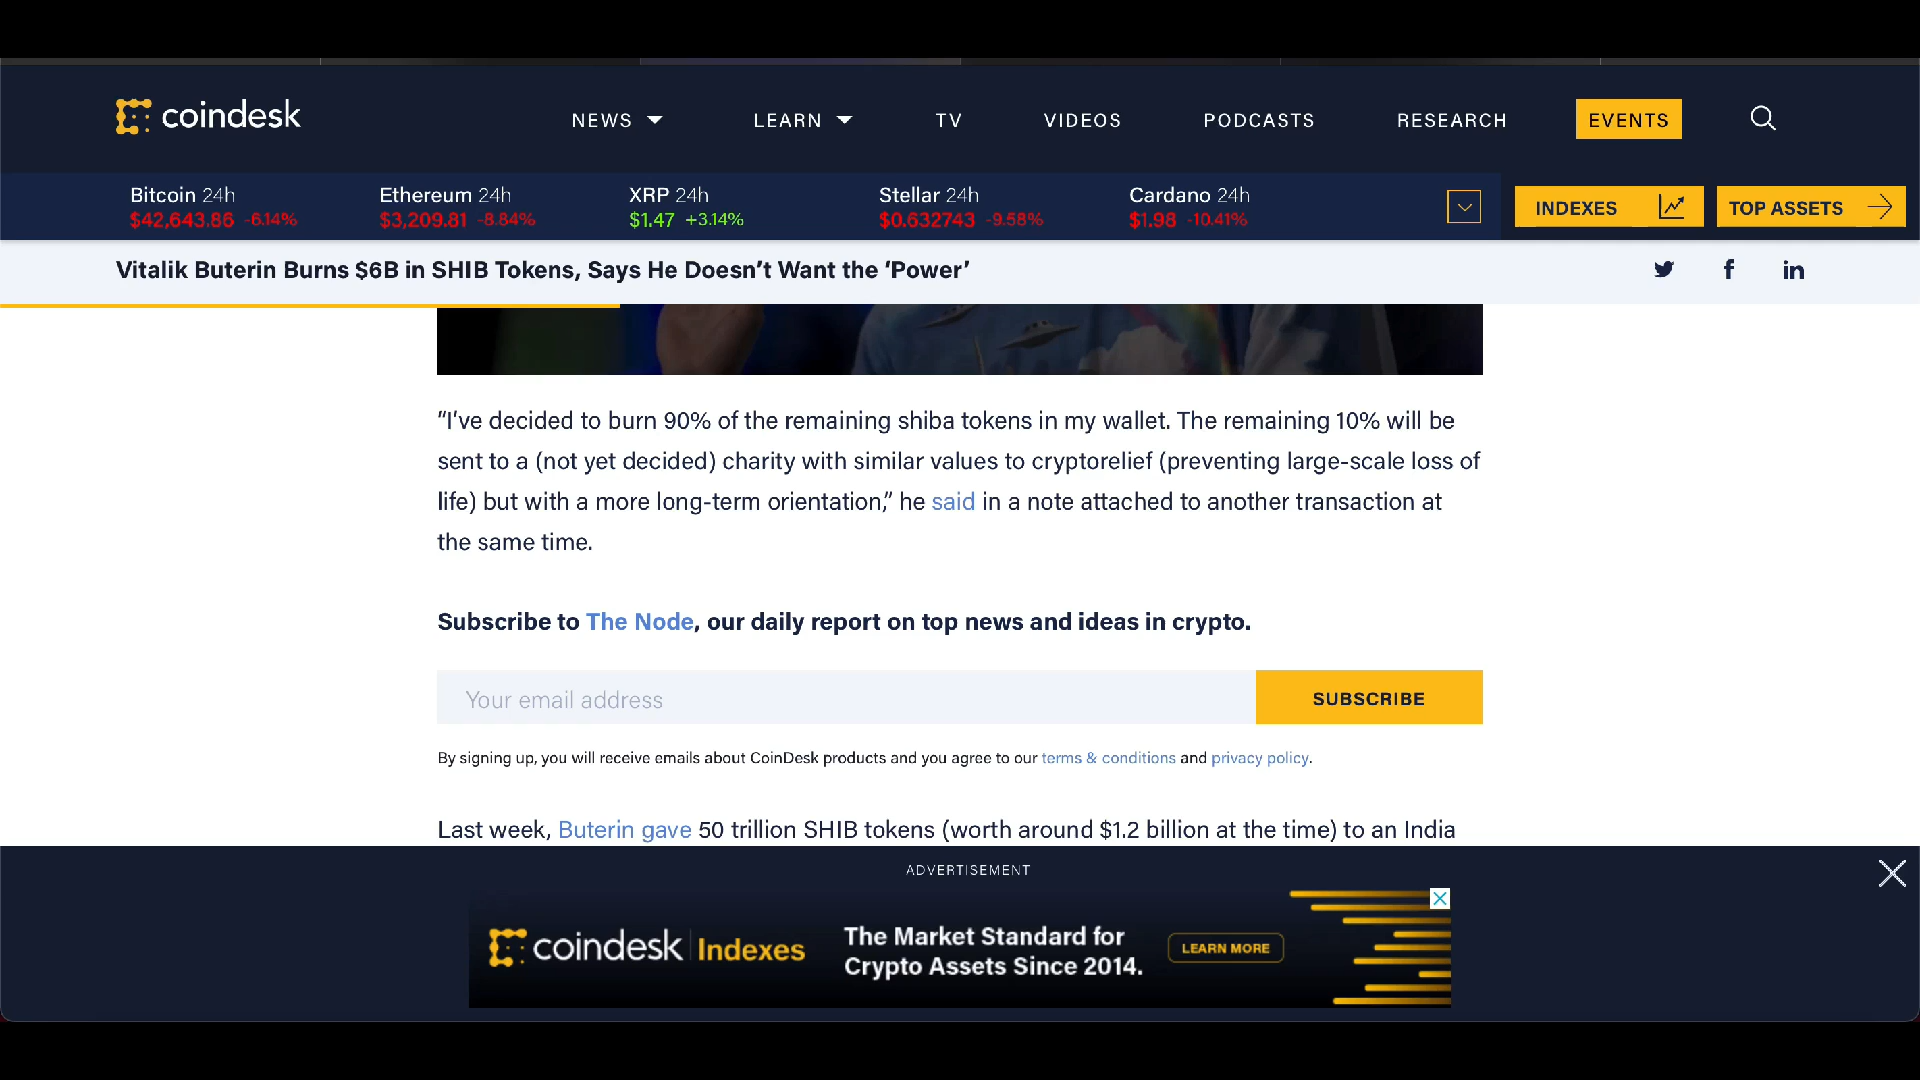 coindesk
NEWS
LEARN
TV
VIDEOS
PODCASTS
RESEARCH
EVENTS
Bitcoin 24h
$42,643.86 -6.14%
Ethereum 24h
$3,209.81 -8.84%
XRP 24h
$1.47 +3.14%
Stellar 24h
$0.632743 -9.58%
Cardano 24h
$1.98 -10.41%
INDEXES
TOP ASSETS
Vitalik Buterin Burns $6B in SHIB Tokens, Says He Doesn’t Want the ‘Power’
“I’ve decided to burn 90% of the remaining shiba tokens in my wallet. The remaining 10% will be
sent to a (not yet decided) charity with similar values to cryptorelief (preventing large-scale loss of
life) but with a more long-term orientation,” he said in a note attached to another transaction at
the same time.
Subscribe to The Node, our daily report on top news and ideas in crypto.
Your email address
SUBSCRIBE
By signing up, you will receive emails about CoinDesk products and you agree to our terms & conditions and privacy policy.
Last week, Buterin gave 50 trillion SHIB tokens (worth around $1.2 billion at the time) to an India
ADVERTISEMENT
coindesk Indexes
The Market Standard for
Crypto Assets Since 2014.
LEARN MORE